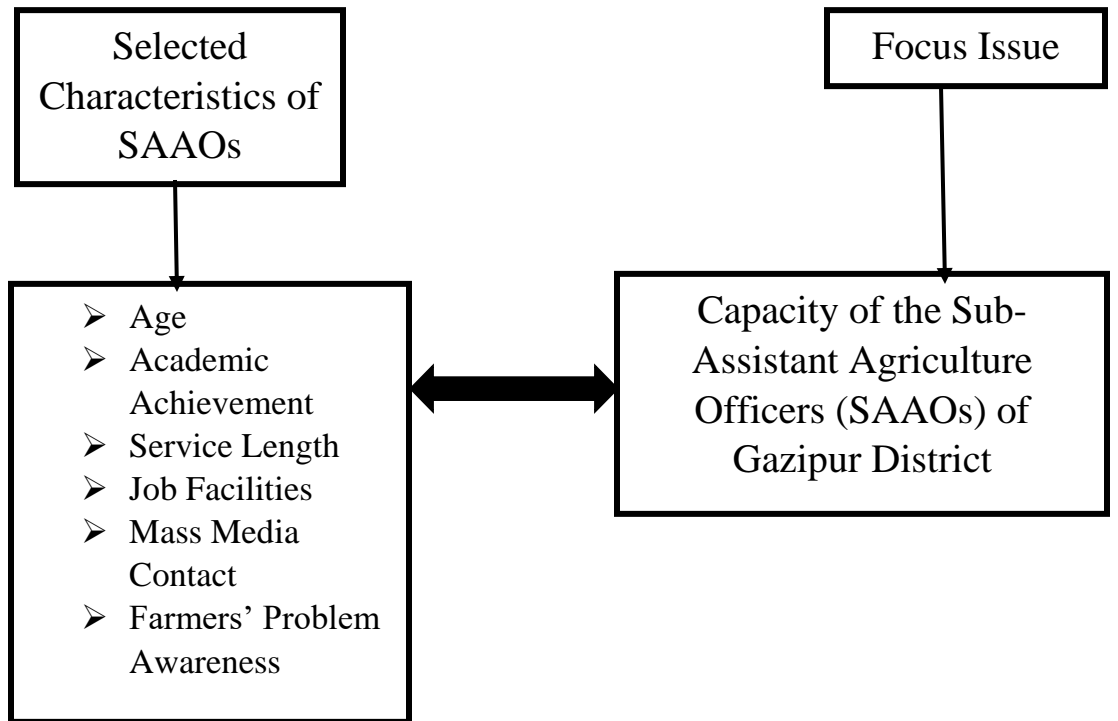 Selected
Characteristics of
SAAOs
Focus Issue
➢ Age
➢ Academic
Achievement
➢ Service Length
➢ Job Facilities
➢ Mass Media
Contact
➢ Farmers’ Problem
Awareness
Capacity of the Sub-
Assistant Agriculture
Officers (SAAOs) of
Gazipur District